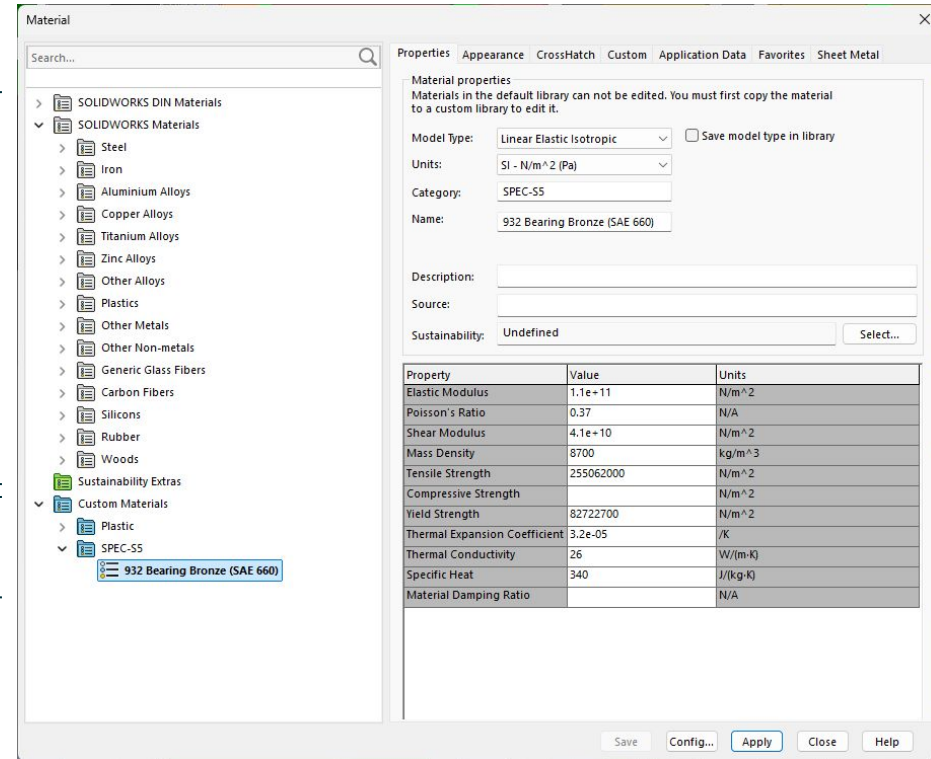 Material
Search...
SOLIDWORKS DIN Materials
SOLIDWORKS Materials
Steel
Iron
Aluminium Alloys
Copper Alloys
Titanium Alloys
Zinc Alloys
Other Alloys
Plastics
Other Metals
Other Non-metals
Generic Glass Fibers
Carbon Fibers
Silicons
Rubber
Woods
Sustainability Extras
Custom Materials
Plastic
SPEC-S5
932 Bearing Bronze (SAE 660)
Properties Appearance CrossHatch Custom Application Data Favorites Sheet Metal
Material properties
Materials in the default library can not be edited. You must first copy the material
to a custom library to edit it.
Model Type: Linear Elastic Isotropic Save model type in library
Units: SI - N/m^2 (Pa)
Category: SPEC-S5
Name: 932 Bearing Bronze (SAE 660)
Description:
Source:
Sustainability: Undefined Select...
Property Value Units
Elastic Modulus 1.1e+11 N/m^2
Poisson's Ratio 0.37 N/A
Shear Modulus 4.1e+10 N/m^2
Mass Density 8700 kg/m^3
Tensile Strength 255062000 N/m^2
Compressive Strength N/m^2
Yield Strength 82722700 N/m^2
Thermal Expansion Coefficient 3.2e-05 /K
Thermal Conductivity 26 W/(m·K)
Specific Heat 340 J/(kg·K)
Material Damping Ratio N/A
Save Config... Apply Close Help